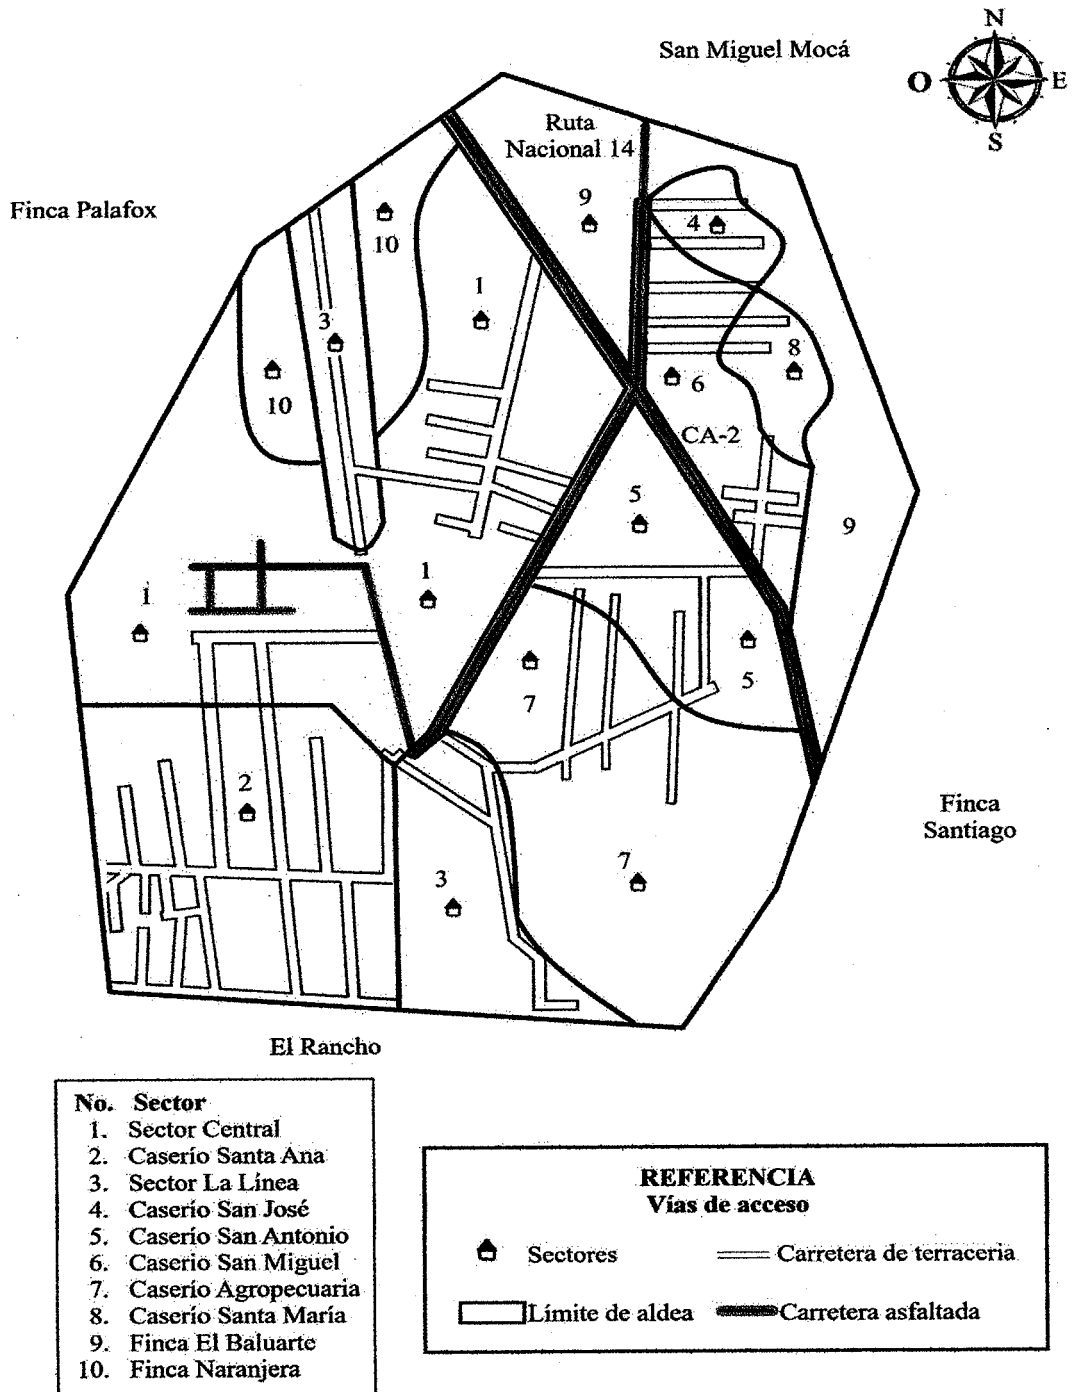 N
San Miguel Mocá
O
E
S
Ruta
Nacional 14
Finca Palafox
9
4
10
1
3
8
6
10
CA-2
5
9
1
1
7
5
2
Finca
Santiago
7
3
El Rancho
No. Sector
1. Sector Central
2. Caserío Santa Ana
3. Sector La Línea
4. Caserío San José
5. Caserío San Antonio
6. Caserío San Miguel
7. Caserío Agropecuaria
8. Caserío Santa María
9. Finca El Baluarte
10. Finca Naranjera
REFERENCIA
Vías de acceso
Sectores
Carretera de terraceria
Límite de aldea
Carretera asfaltada